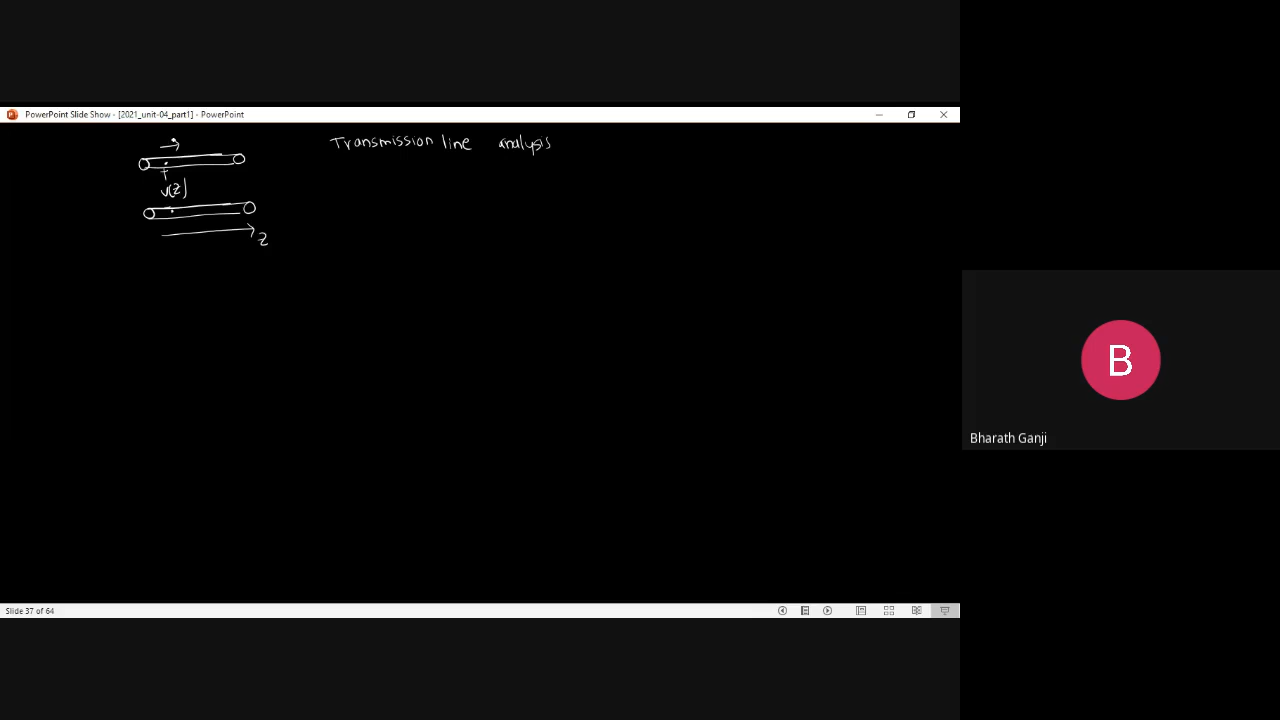 PowerPoint Slide Show - [2021_unit-04_part1] - PowerPoint
Transmission line analysis
V(z)
z
B
Bharath Ganji
Slide 37 of 64